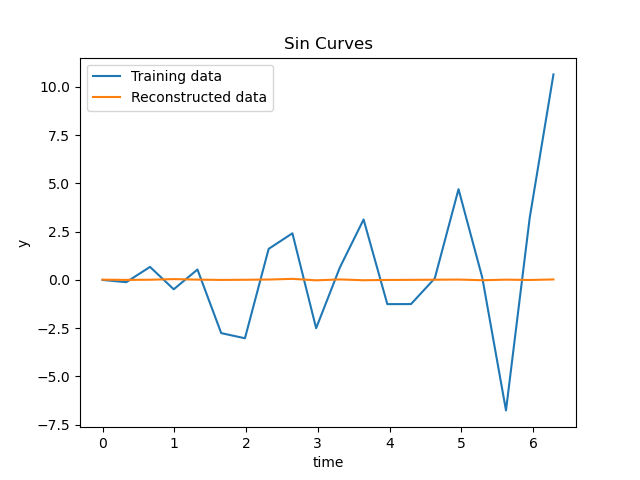 Sin Curves
Training data
Reconstructed data
10.0
7.5
5.0
2.5
0.0
−2.5
−5.0
−7.5
y
0 1 2 3 4 5 6
time